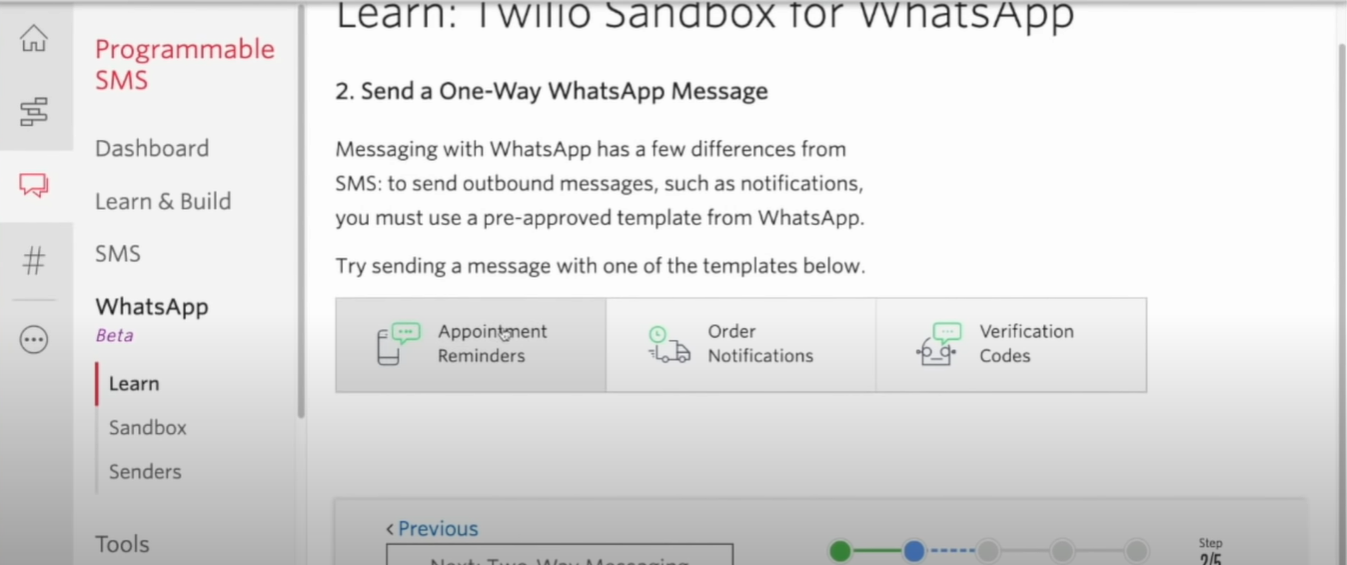 Learn: Twilio Sandbox for WhatsApp
Programmable
SMS
Dashboard
Learn & Build
SMS
WhatsApp
Beta
Learn
Sandbox
Senders
Tools
2. Send a One-Way WhatsApp Message
Messaging with WhatsApp has a few differences from
SMS: to send outbound messages, such as notifications,
you must use a pre-approved template from WhatsApp.
Try sending a message with one of the templates below.
Appointment
Reminders
Order
Notifications
Verification
Codes
< Previous
Next: Two-Way Messaging
Step
2/5